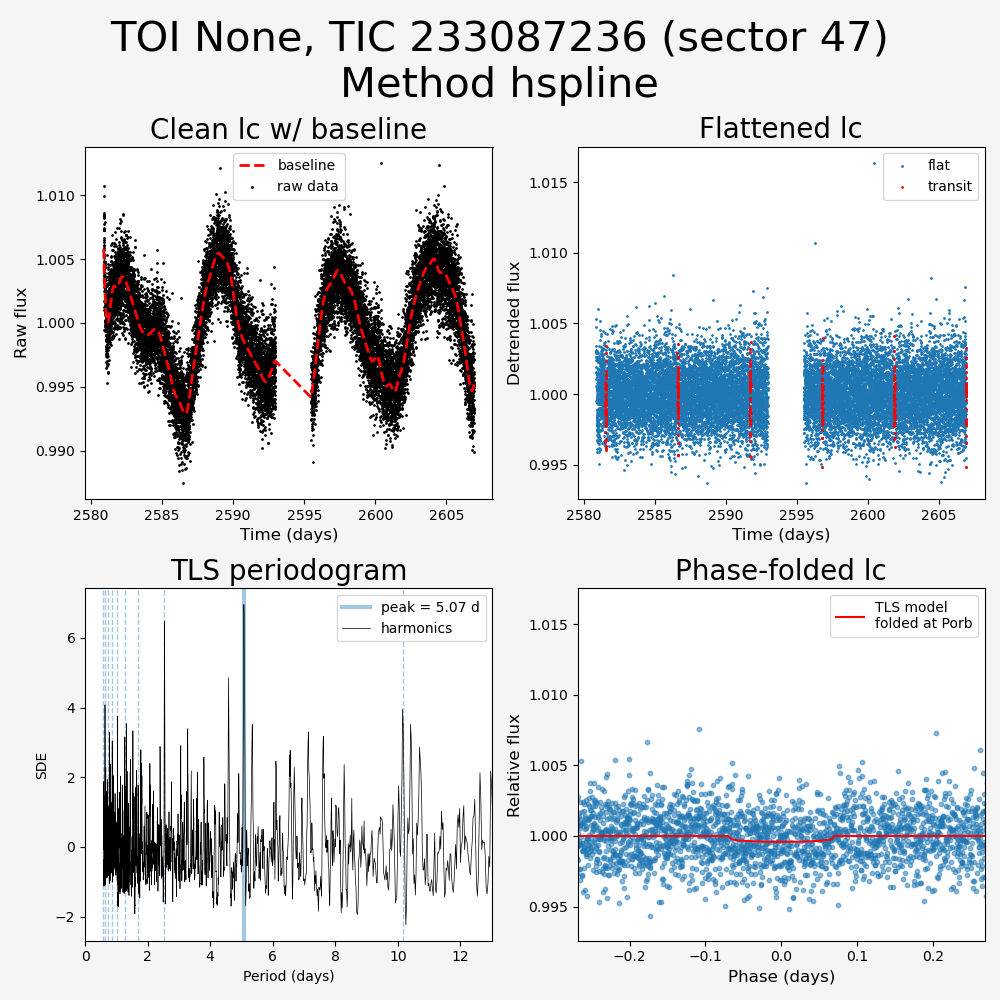 TOI None, TIC 233087236 (sector 47)
Method hspline
Clean lc w/ baseline
baseline
raw data
1.010
1.005
1.000
0.995
0.990
Raw flux
2580 2585 2590 2595 2600 2605
Time (days)
Flattened lc
flat
transit
1.015
1.010
1.005
1.000
0.995
Detrended flux
2580 2585 2590 2595 2600 2605
Time (days)
TLS periodogram
peak = 5.07 d
harmonics
6
4
2
0
−2
SDE
0 2 4 6 8 10 12
Period (days)
Phase-folded lc
TLS model
folded at Porb
1.015
1.010
1.005
1.000
0.995
Relative flux
−0.2 −0.1 0.0 0.1 0.2
Phase (days)